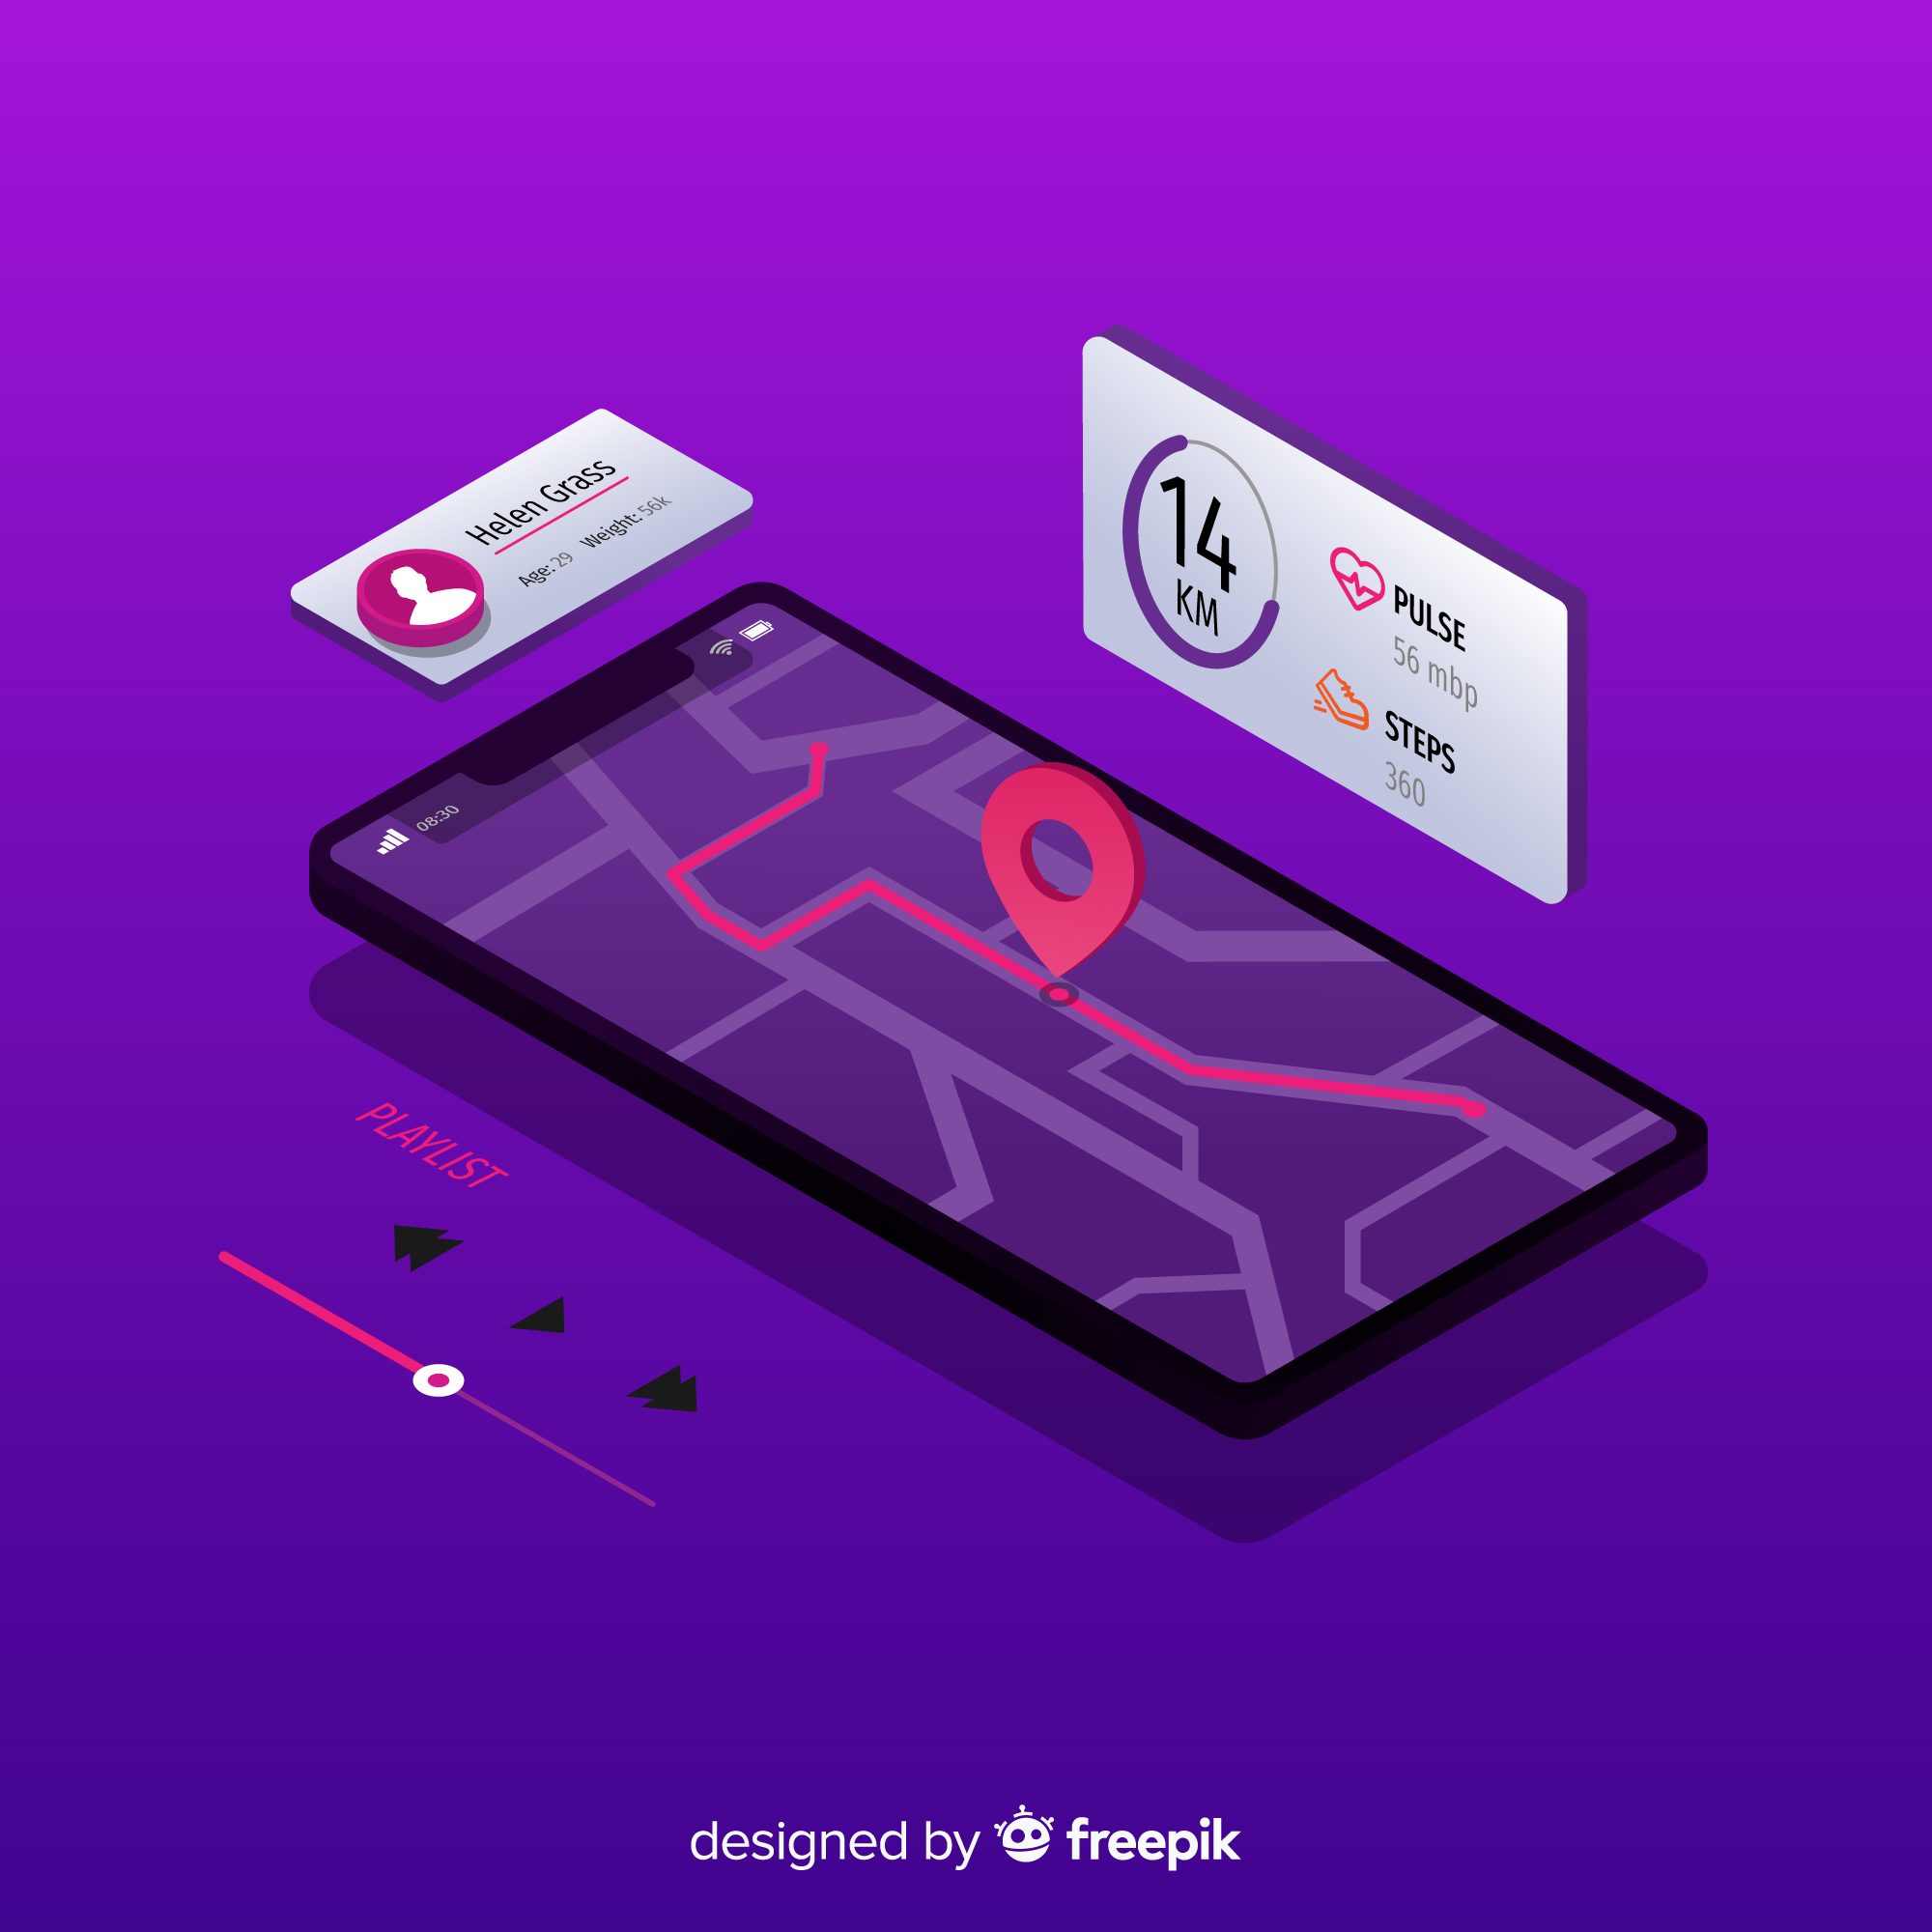 Helen Grass
Age: 29 Weight: 56k
14
KM
PULSE
56 mbp
STEPS
360
08:30
PLAYLIST
designed by freepik